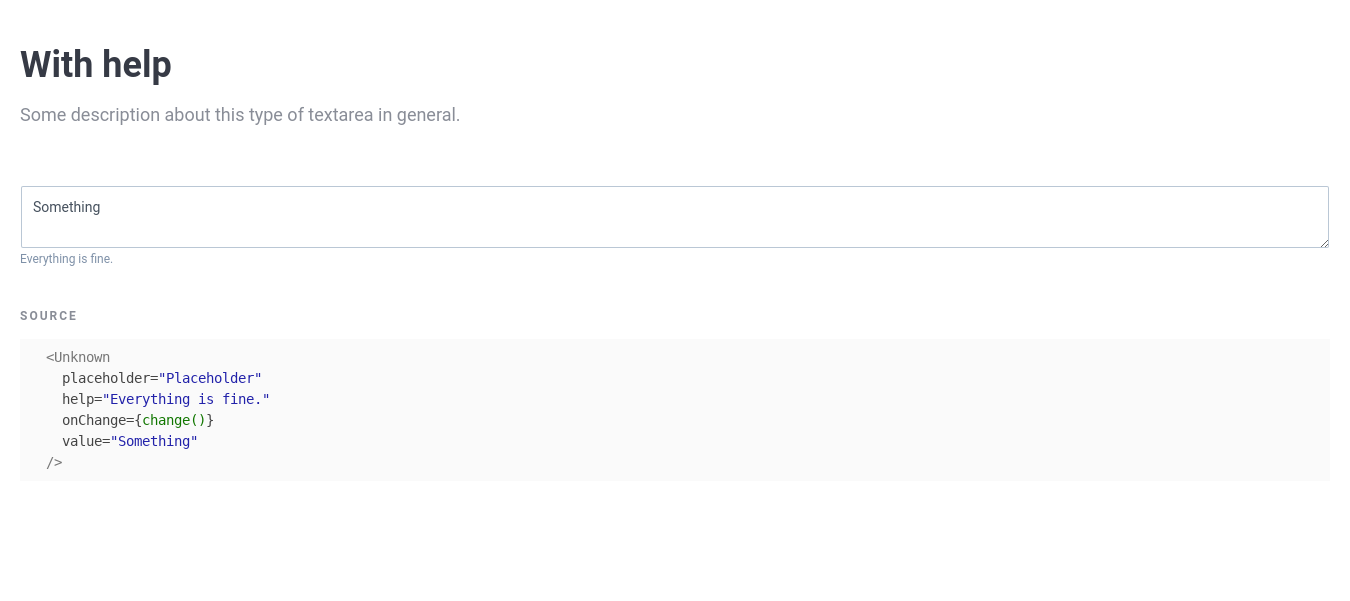 With help
Some description about this type of textarea in general.
Something
Everything is fine.
SOURCE
<Unknown
  placeholder="Placeholder"
  help="Everything is fine."
  onChange={change()}
  value="Something"
/>